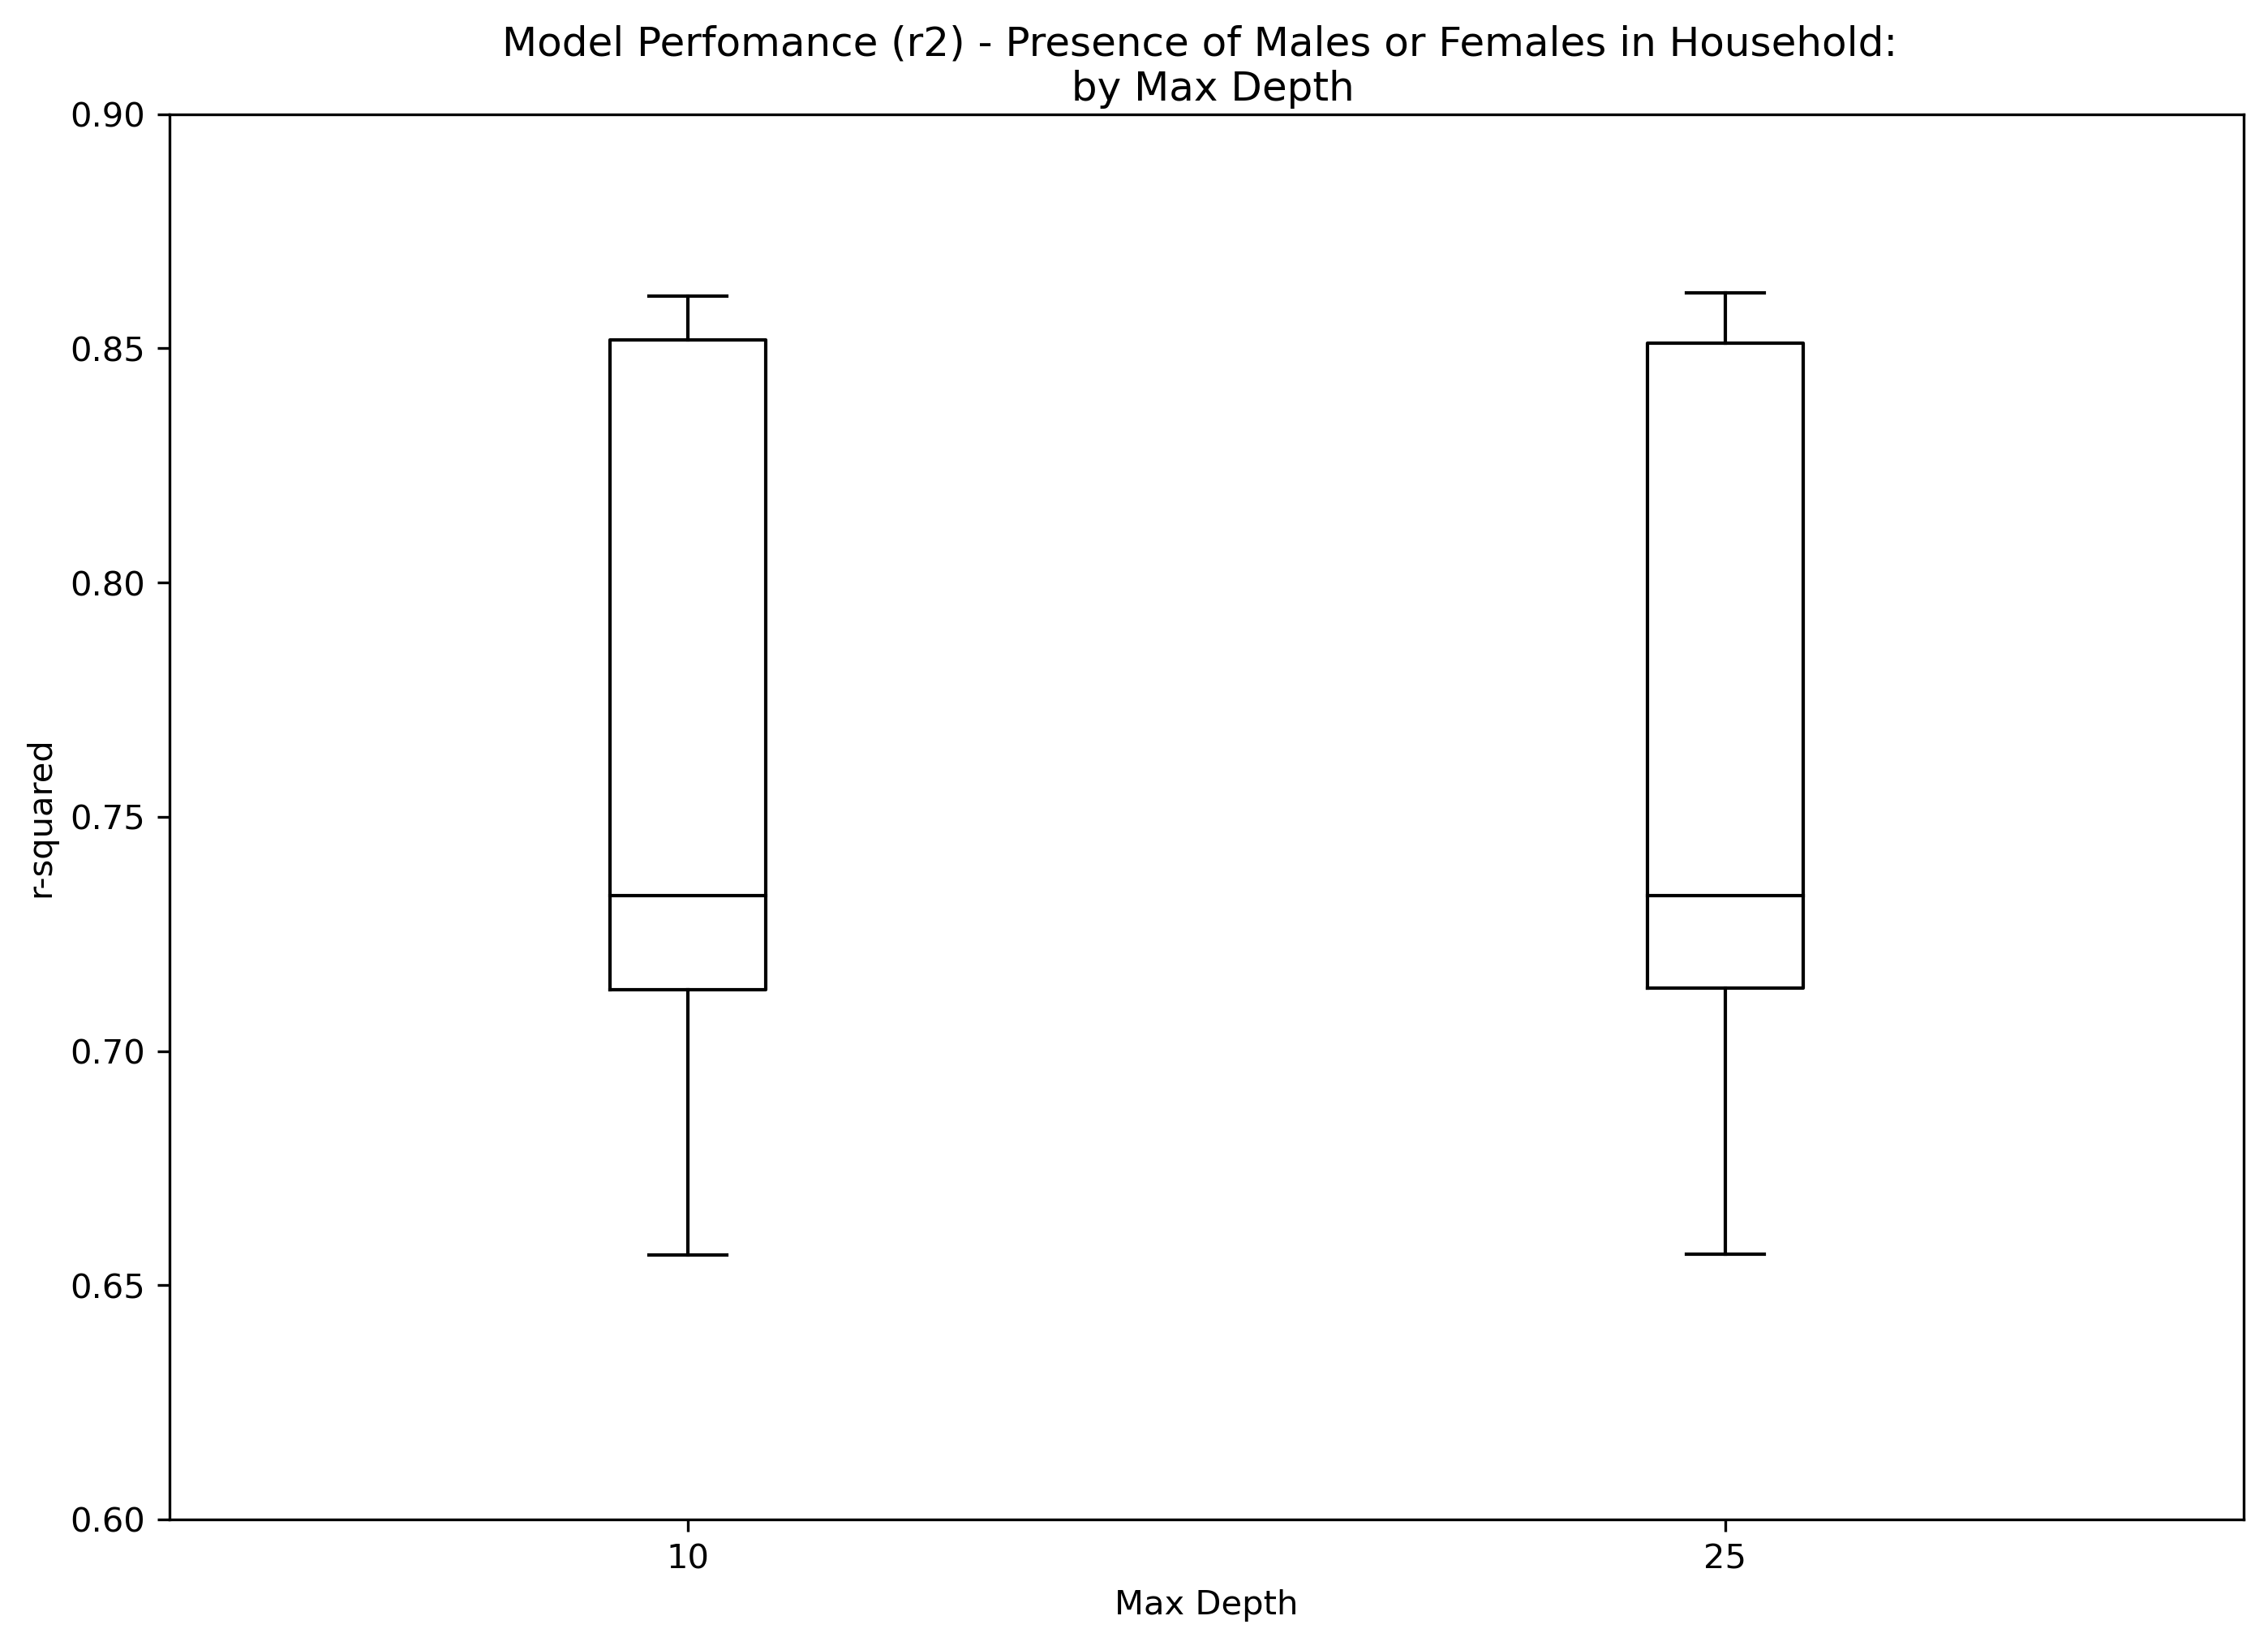 Model Perfomance (r2) - Presence of Males or Females in Household:
by Max Depth
0.90
0.85
0.80
0.75
0.70
0.65
0.60
r-squared
10
25
Max Depth